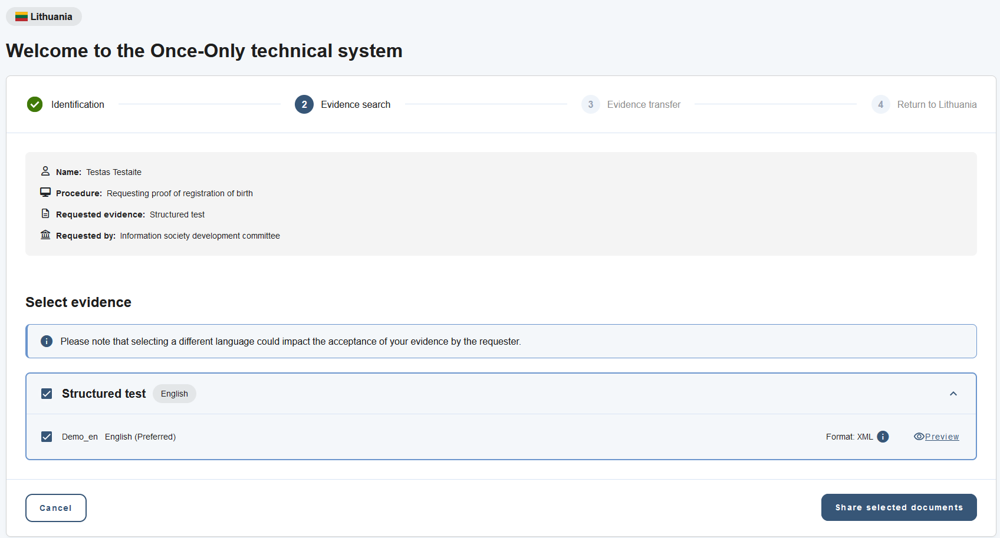 Lithuania
Welcome to the Once-Only technical system
Identification
2 Evidence search
3 Evidence transfer
4 Return to Lithuania
Name: Testas Testaite
Procedure: Requesting proof of registration of birth
Requested evidence: Structured test
Requested by: Information society development committee
Select evidence
Please note that selecting a different language could impact the acceptance of your evidence by the requester.
Structured test English
Demo_en English (Preferred) Format: XML Preview
Cancel Share selected documents